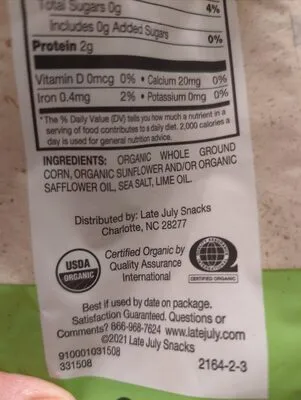 Total Sugars 0g
4%
Includes 0g Added Sugars 0%
Protein 2g
Vitamin D 0mcg 0% • Calcium 20mg 0%
Iron 0.4mg 2% • Potassium 0mg 0%
*The % Daily Value (DV) tells you how much a nutrient in a
serving of food contributes to a daily diet. 2,000 calories a
day is used for general nutrition advice.
INGREDIENTS: ORGANIC WHOLE GROUND
CORN, ORGANIC SUNFLOWER AND/OR ORGANIC
SAFFLOWER OIL, SEA SALT, LIME OIL.
Distributed by: Late July Snacks
Charlotte, NC 28277
USDA
ORGANIC
Certified Organic by
Quality Assurance
International
CERTIFIED ORGANIC
Best if used by date on package.
Satisfaction Guaranteed. Questions or
Comments? 866-968-7624 www.latejuly.com
©2021 Late July Snacks
910001031508
331508
2164-2-3